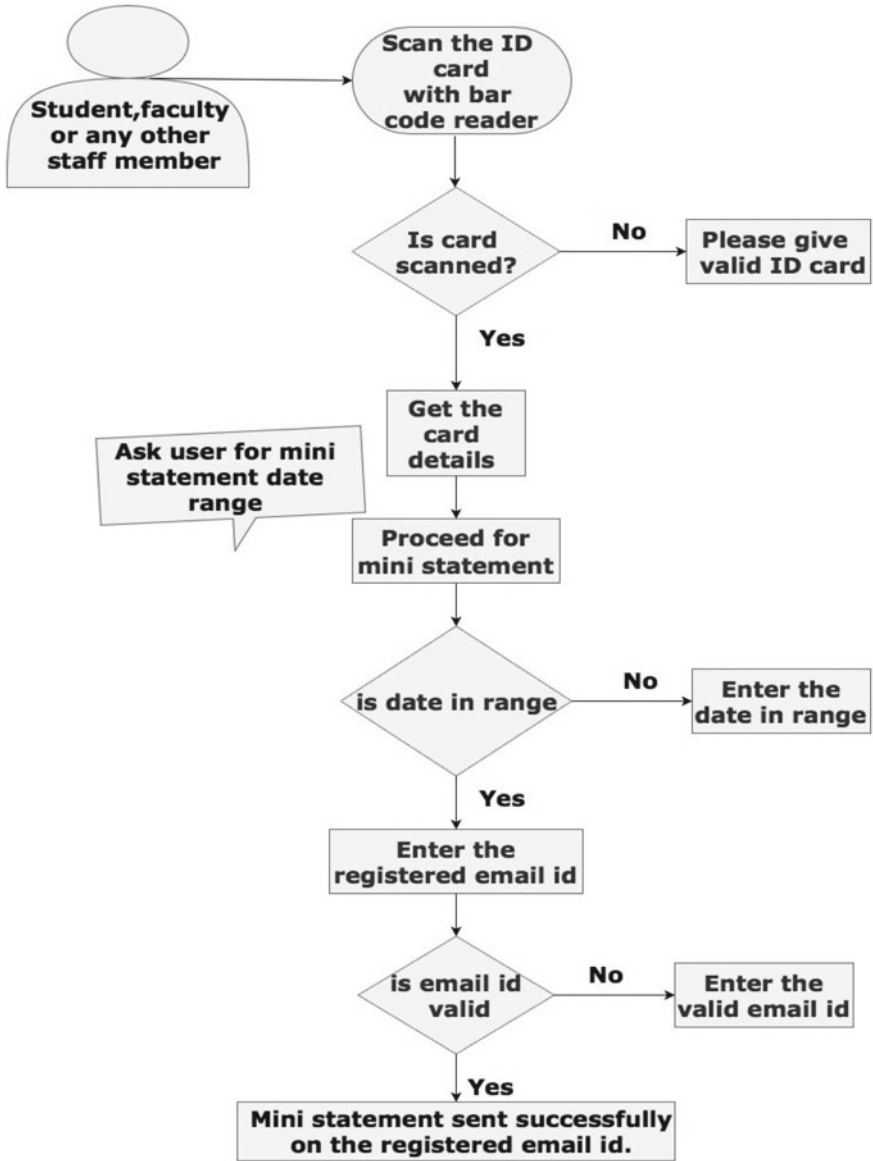 Student,faculty
or any other
staff member
Scan the ID
card
with bar
code reader
Is card
scanned?
No
Please give
valid ID card
Yes
Get the
card
details
Ask user for mini
statement date
range
Proceed for
mini statement
is date in range
No
Enter the
date in range
Yes
Enter the
registered email id
is email id
valid
No
Enter the
valid email id
Yes
Mini statement sent successfully
on the registered email id.